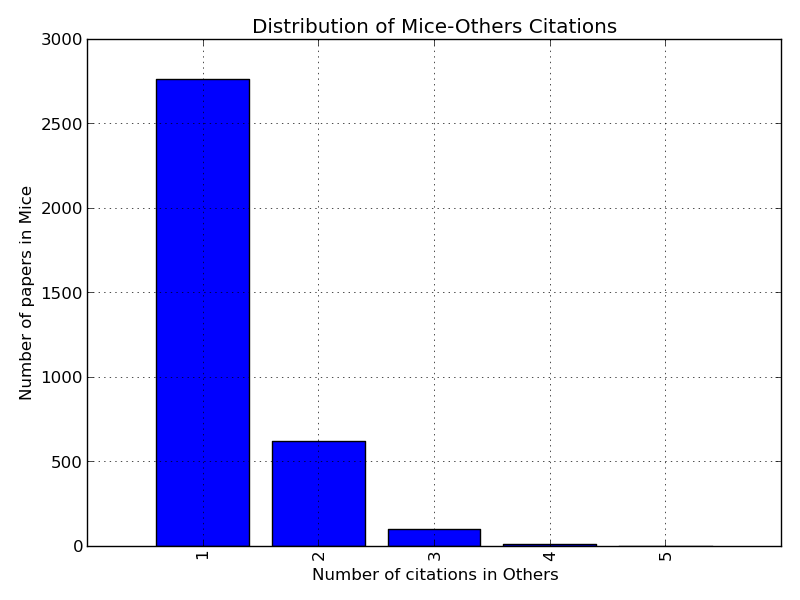 Distribution of Mice-Others Citations
3000
2500
2000
1500
1000
500
0
Number of papers in Mice
1 2 3 4 5
Number of citations in Others